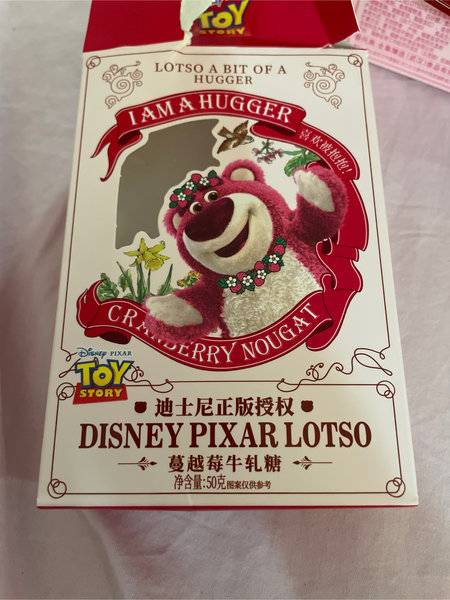 TOY
STORY
LOTSO A BIT OF A
HUGGER
I AM A HUGGER
喜欢被抱抱!
CRANBERRY NOUGAT
DISNEY · PIXAR
TOY
STORY
迪士尼正版授权
DISNEY PIXAR LOTSO
蔓越莓牛轧糖
净含量:50克 图案仅供参考